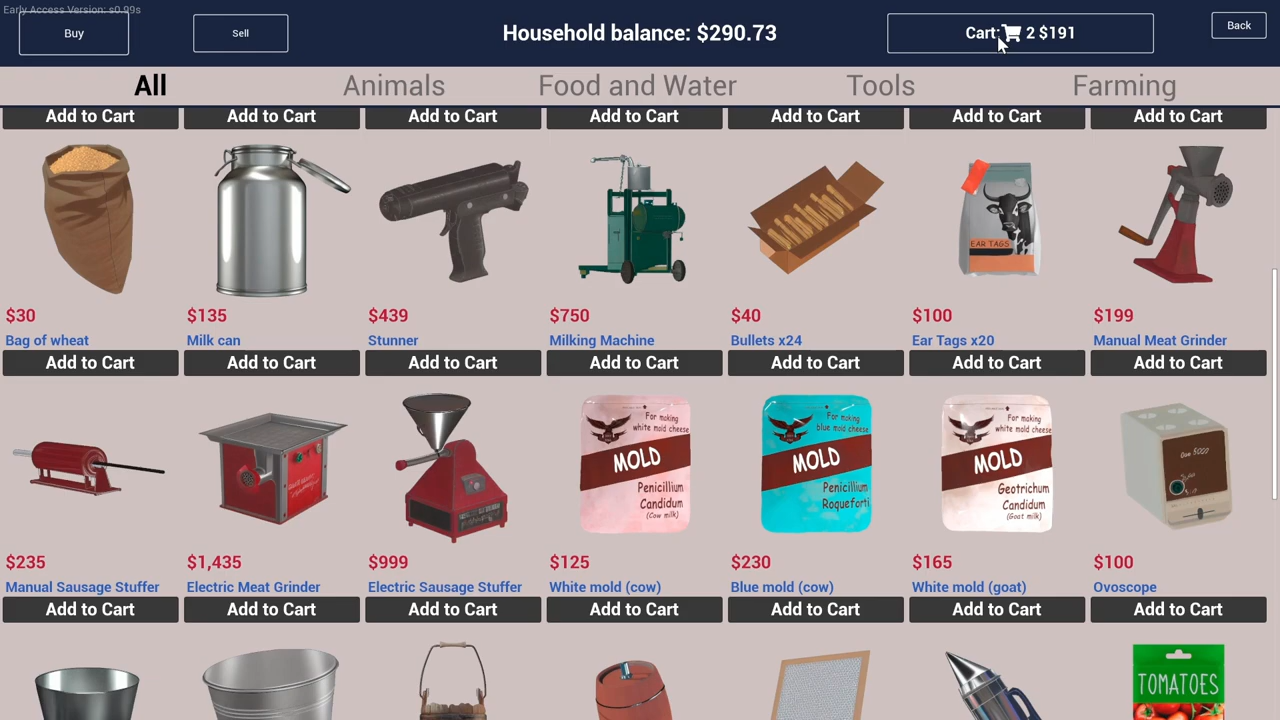 Early Access Version: s0.99s
Buy
Sell
Household balance: $290.73
Cart: 2 $191
Back
All
Animals
Food and Water
Tools
Farming
Add to Cart
Add to Cart
Add to Cart
Add to Cart
Add to Cart
Add to Cart
Add to Cart
EAR TAGS
$30
$135
$439
$750
$40
$100
$199
Bag of wheat
Milk can
Stunner
Milking Machine
Bullets x24
Ear Tags x20
Manual Meat Grinder
Add to Cart
Add to Cart
Add to Cart
Add to Cart
Add to Cart
Add to Cart
Add to Cart
For making
white mold cheese
MOLD
Penicillium
Candidum
(Cow milk)
For making
blue mold cheese
MOLD
Penicillium
Roqueforti
For making
white mold cheese
MOLD
Geotrichum
Candidum
(Goat milk)
$235
$1,435
$999
$125
$230
$165
$100
Manual Sausage Stuffer
Electric Meat Grinder
Electric Sausage Stuffer
White mold (cow)
Blue mold (cow)
White mold (goat)
Ovoscope
Add to Cart
Add to Cart
Add to Cart
Add to Cart
Add to Cart
Add to Cart
Add to Cart
TOMATOES